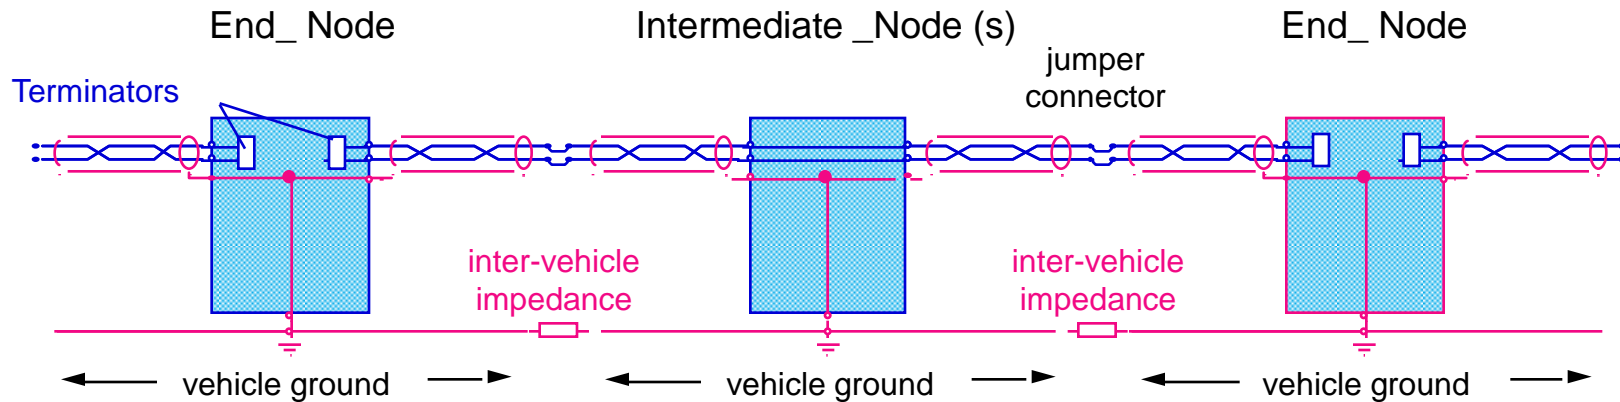 End_ Node
Intermediate _Node (s)
End_ Node
jumper
connector
Terminators
inter-vehicle
impedance
inter-vehicle
impedance
vehicle ground
vehicle ground
vehicle ground